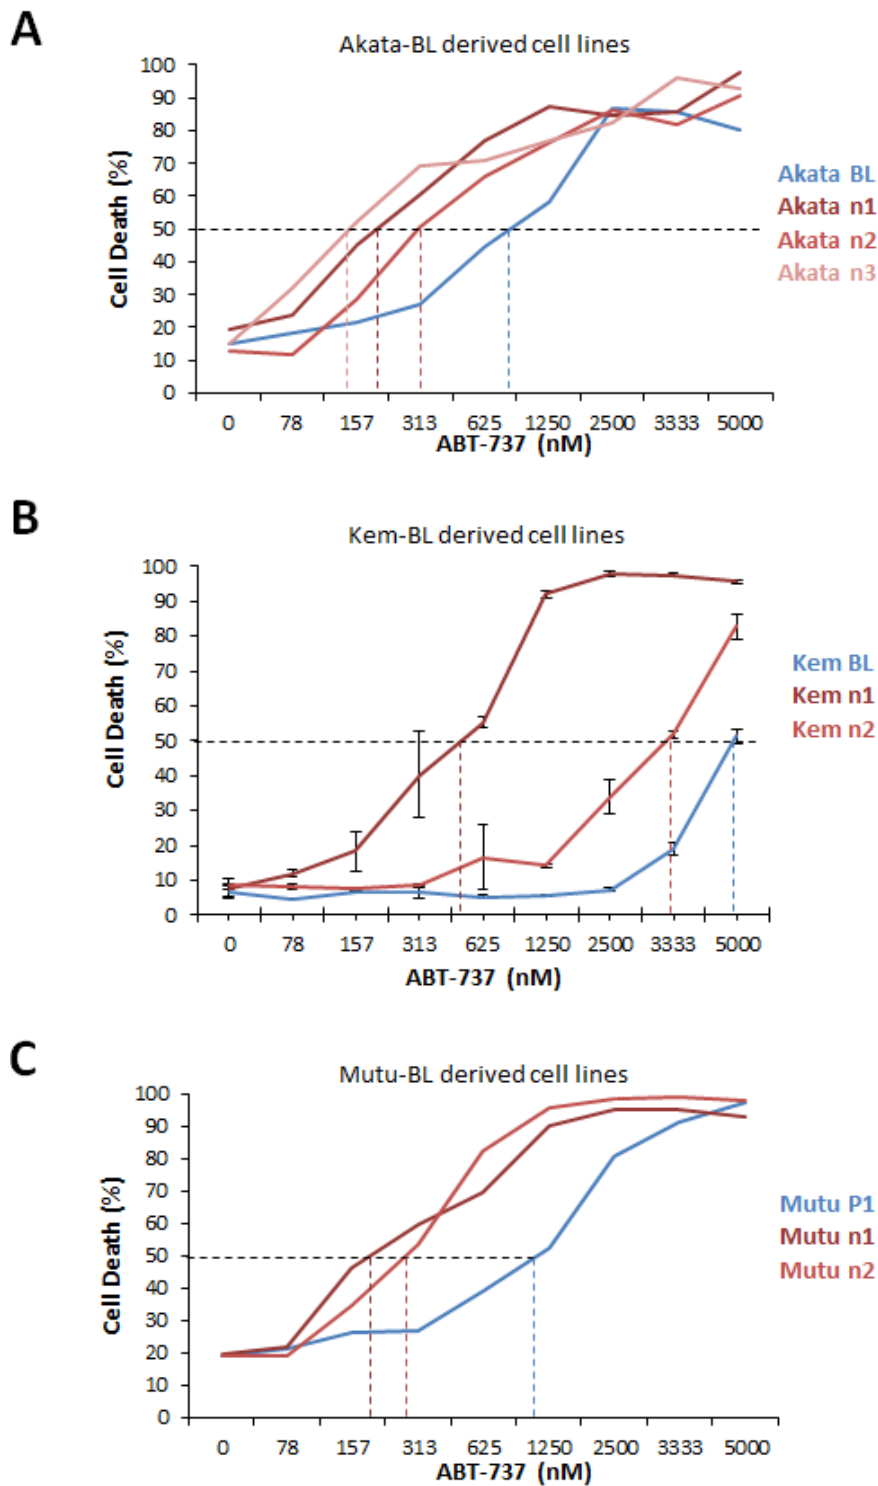 A
Akata-BL derived cell lines
100
90
80
70
60
50
40
30
20
10
0
Cell Death (%)
0 78 157 313 625 1250 2500 3333 5000
ABT-737 (nM)
Akata BL
Akata n1
Akata n2
Akata n3
B
Kem-BL derived cell lines
100
90
80
70
60
50
40
30
20
10
0
Cell Death (%)
0 78 157 313 625 1250 2500 3333 5000
ABT-737 (nM)
Kem BL
Kem n1
Kem n2
C
Mutu-BL derived cell lines
100
90
80
70
60
50
40
30
20
10
0
Cell Death (%)
0 78 157 313 625 1250 2500 3333 5000
ABT-737 (nM)
Mutu P1
Mutu n1
Mutu n2